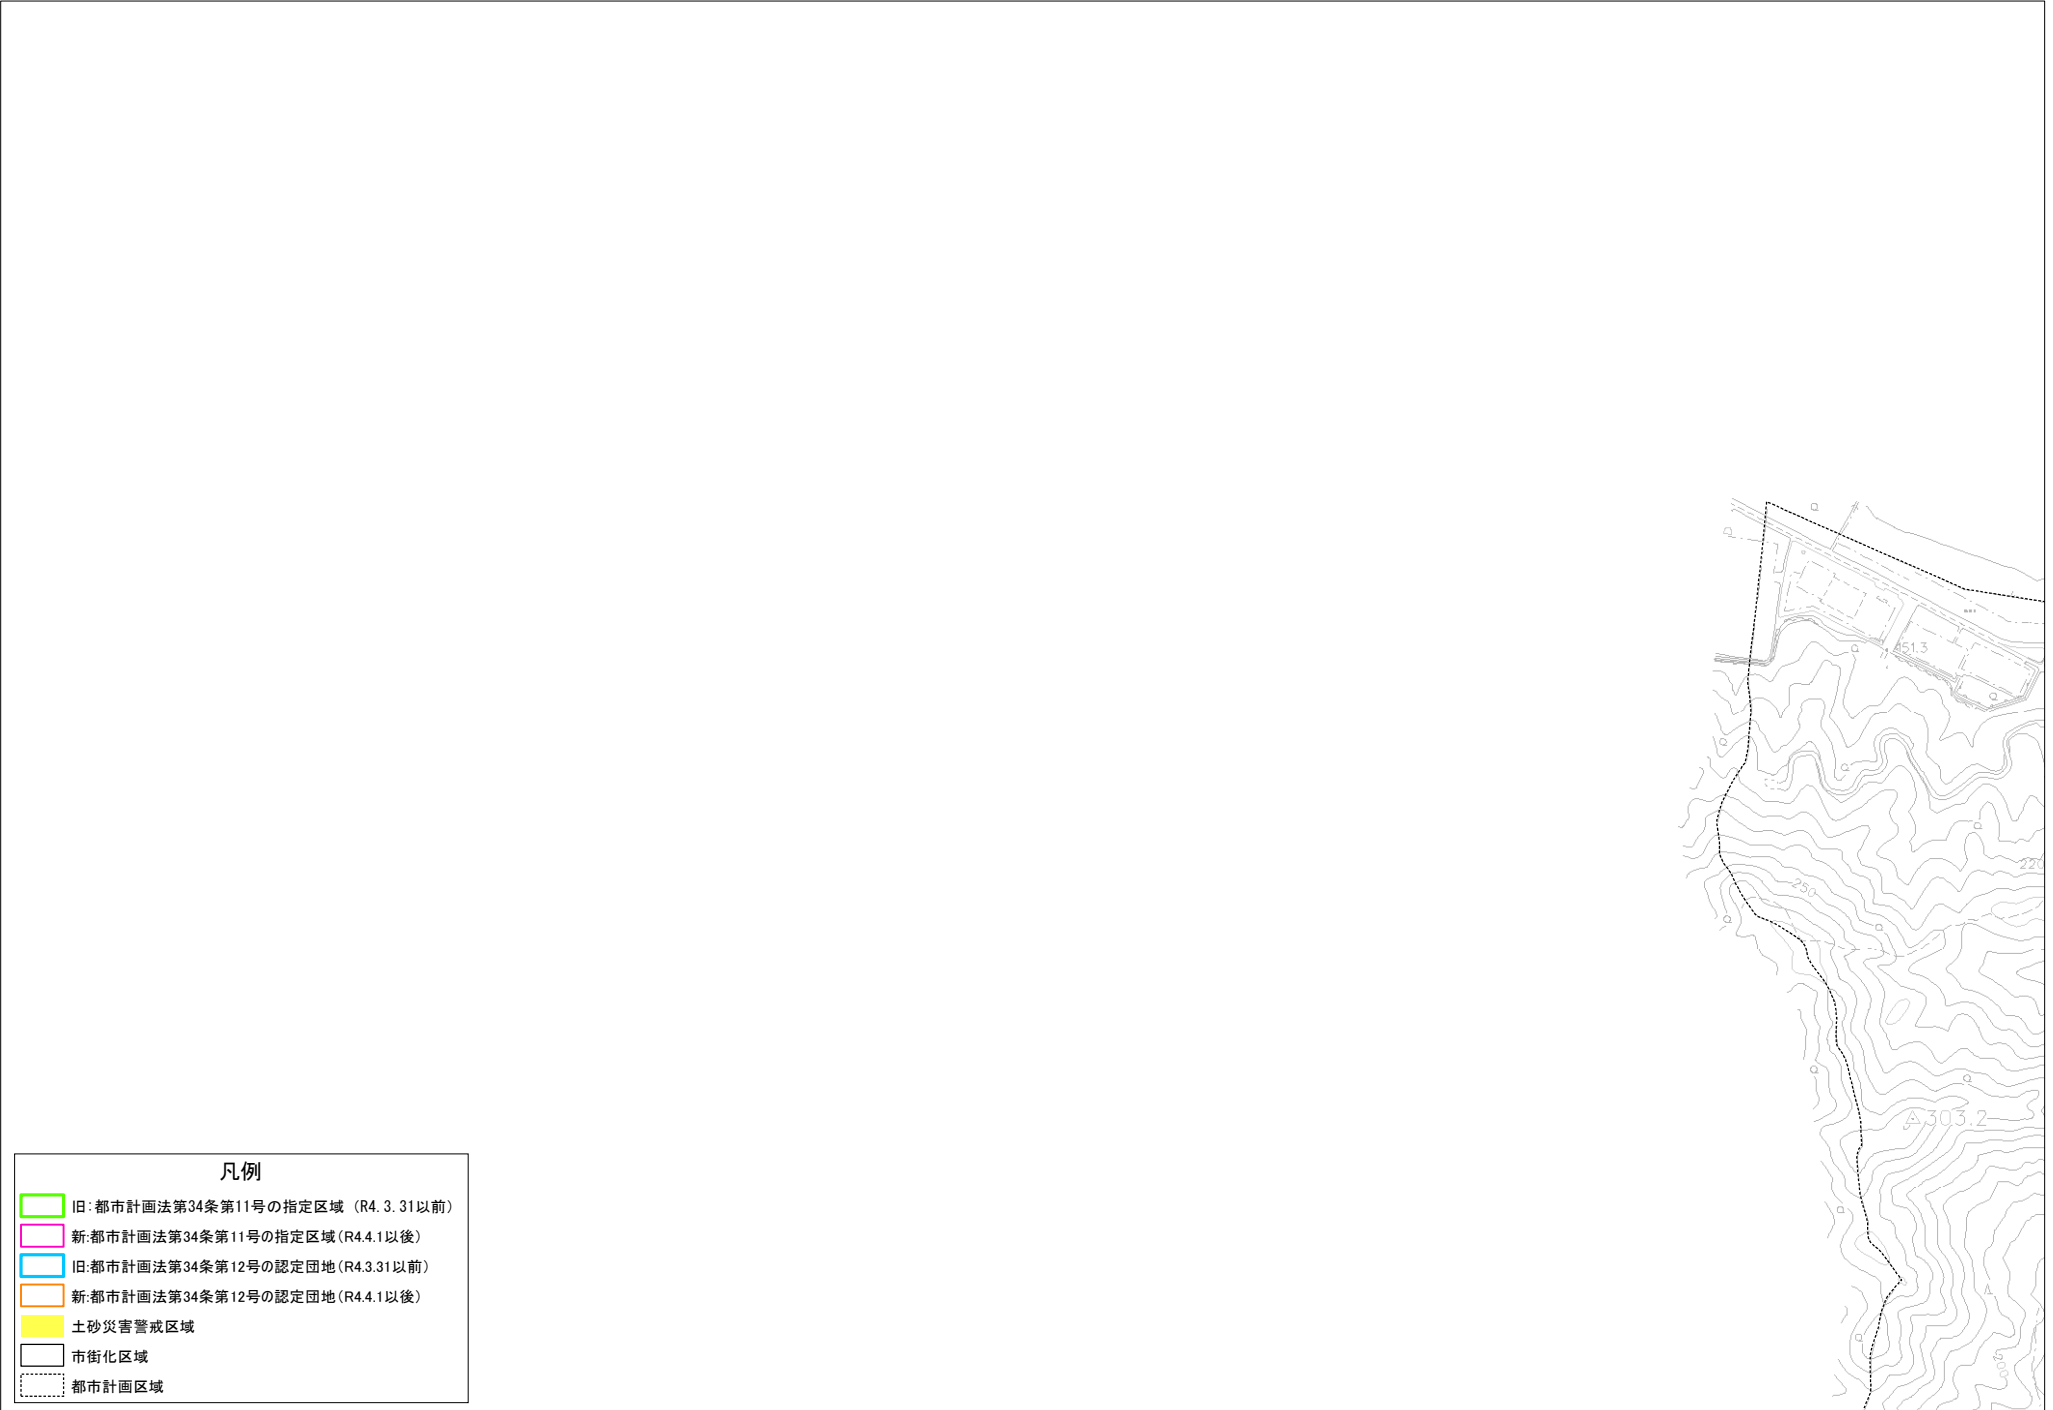 151.3
220
250
303.2
200
凡例
旧：都市計画法第34条第11号の指定区域（R4.3.31以前）
新:都市計画法第34条第11号の指定区域（R4.4.1以後）
旧:都市計画法第34条第12号の認定団地（R4.3.31以前）
新:都市計画法第34条第12号の認定団地（R4.4.1以後）
土砂災害警戒区域
市街化区域
都市計画区域